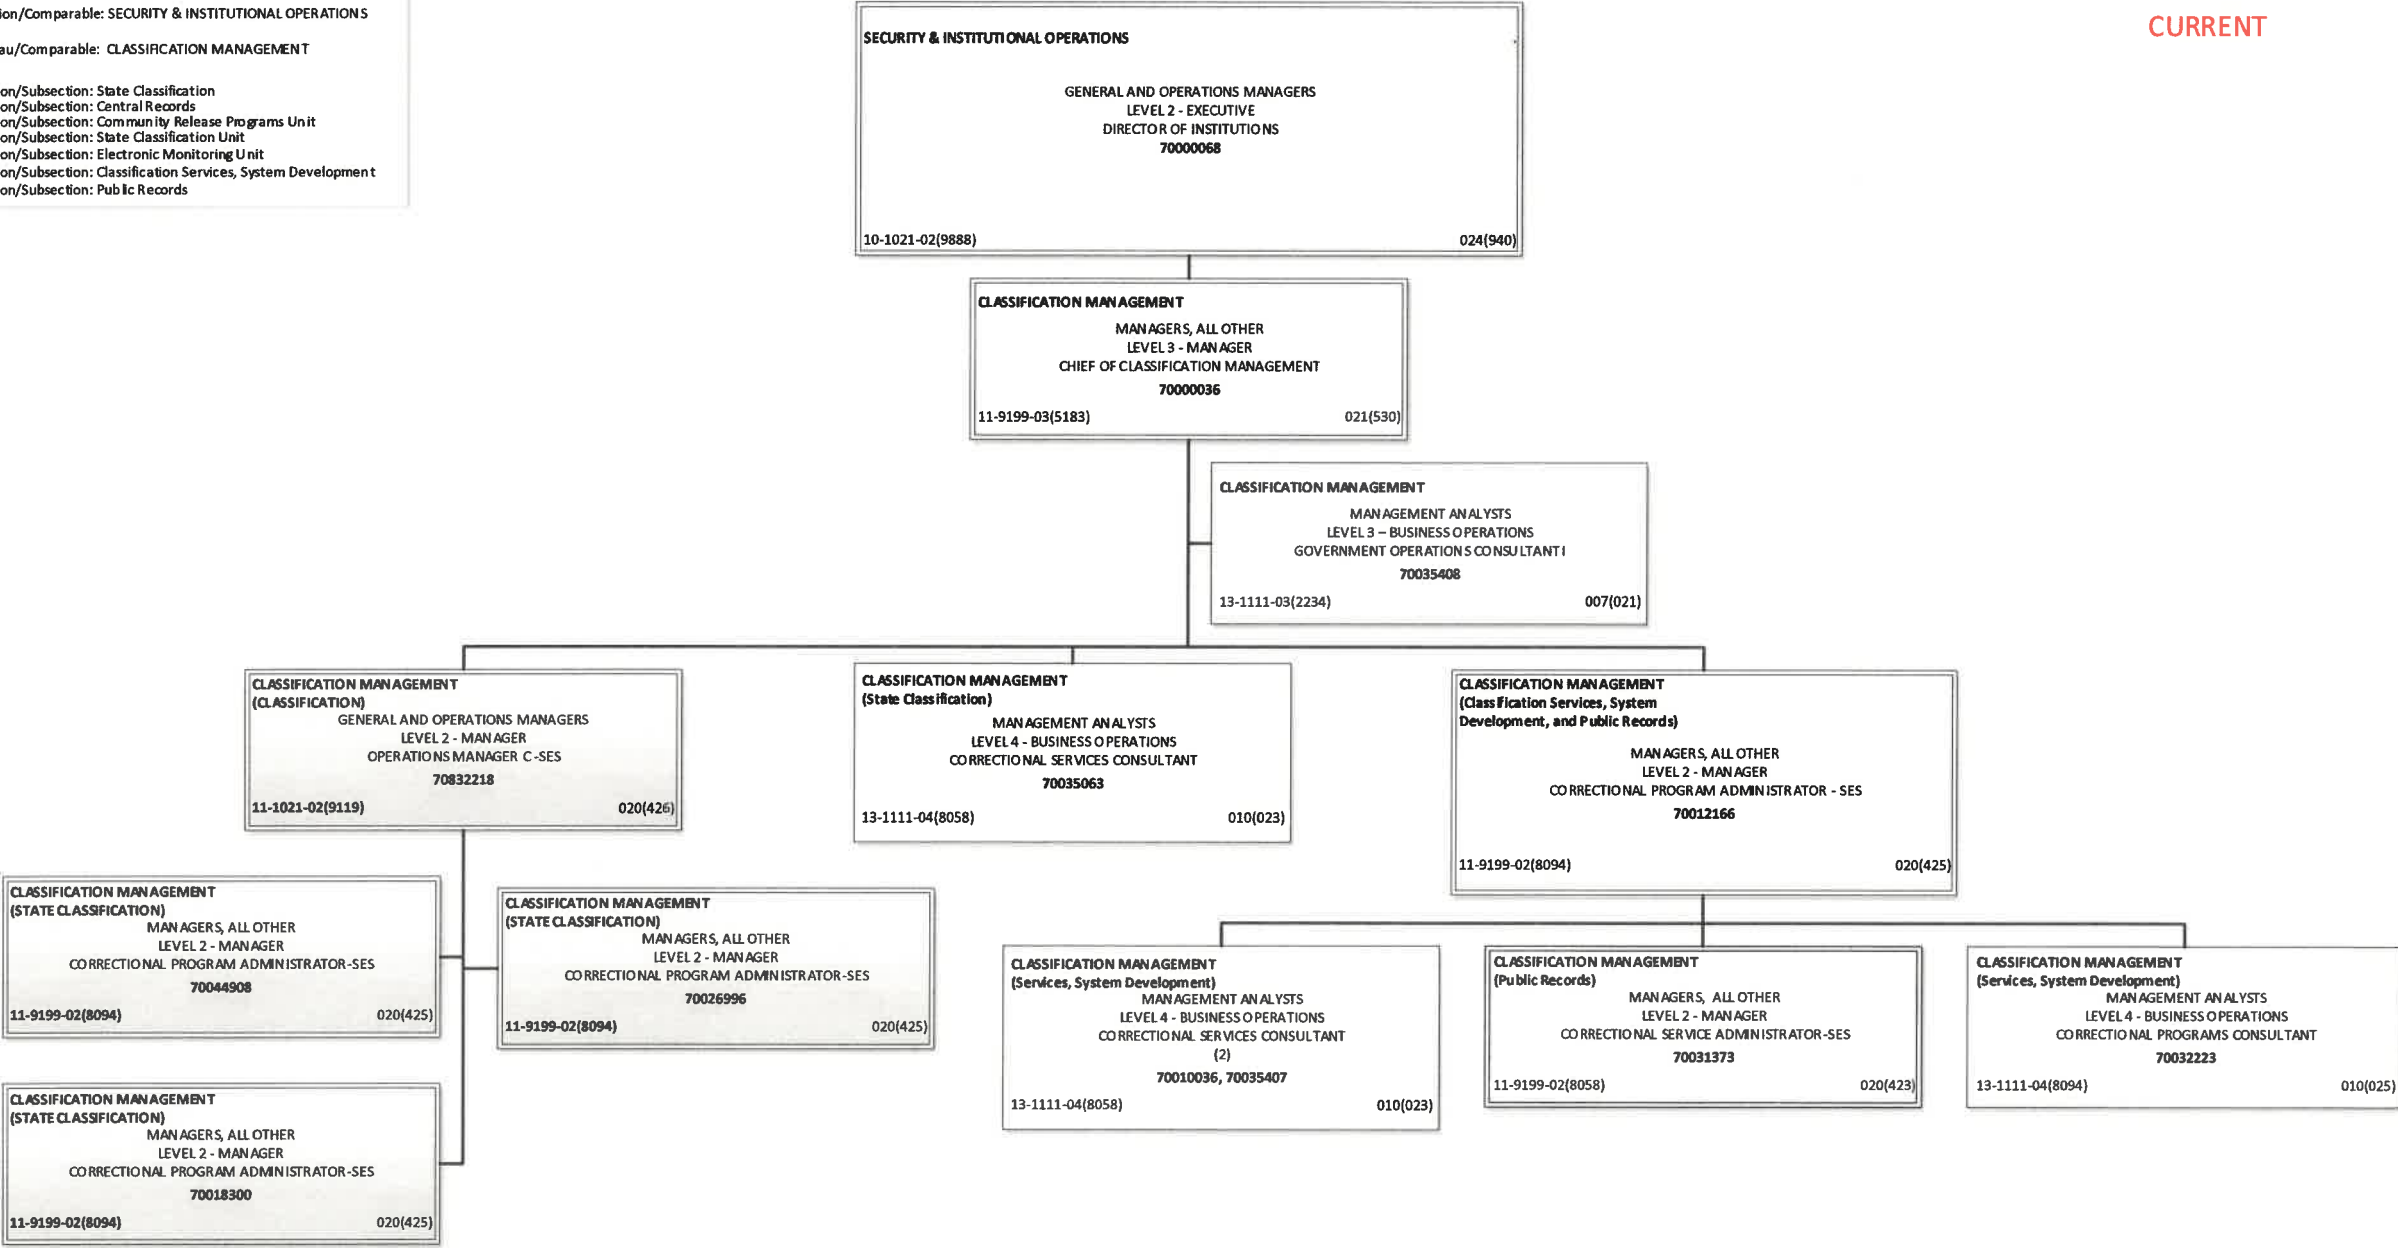 ion/Comparable: SECURITY & INSTITUTIONAL OPERATIONS
au/Comparable: CLASSIFICATION MANAGEMENT
on/Subsection: State Classification
on/Subsection: Central Records
on/Subsection: Community Release Programs Unit
on/Subsection: State Classification Unit
on/Subsection: Electronic Monitoring Unit
on/Subsection: Classification Services, System Development
on/Subsection: Public Records
CURRENT
SECURITY & INSTITUTIONAL OPERATIONS
GENERAL AND OPERATIONS MANAGERS
LEVEL 2 - EXECUTIVE
DIRECTOR OF INSTITUTIONS
70000068
10-1021-02(9888) 024(940)
CLASSIFICATION MANAGEMENT
MANAGERS, ALL OTHER
LEVEL 3 - MANAGER
CHIEF OF CLASSIFICATION MANAGEMENT
70000036
11-9199-03(5183) 021(530)
CLASSIFICATION MANAGEMENT
MANAGEMENT ANALYSTS
LEVEL 3 – BUSINESS OPERATIONS
GOVERNMENT OPERATIONS CONSULTANT I
70035408
13-1111-03(2234) 007(021)
CLASSIFICATION MANAGEMENT
(CLASSIFICATION)
GENERAL AND OPERATIONS MANAGERS
LEVEL 2 - MANAGER
OPERATIONS MANAGER C-SES
70832218
11-1021-02(9119) 020(426)
CLASSIFICATION MANAGEMENT
(State Classification)
MANAGEMENT ANALYSTS
LEVEL 4 - BUSINESS OPERATIONS
CORRECTIONAL SERVICES CONSULTANT
70035063
13-1111-04(8058) 010(023)
CLASSIFICATION MANAGEMENT
(Classification Services, System
Development, and Public Records)
MANAGERS, ALL OTHER
LEVEL 2 - MANAGER
CORRECTIONAL PROGRAM ADMINISTRATOR - SES
70012166
11-9199-02(8094) 020(425)
CLASSIFICATION MANAGEMENT
(STATE CLASSIFICATION)
MANAGERS, ALL OTHER
LEVEL 2 - MANAGER
CORRECTIONAL PROGRAM ADMINISTRATOR-SES
70044908
11-9199-02(8094) 020(425)
CLASSIFICATION MANAGEMENT
(STATE CLASSIFICATION)
MANAGERS, ALL OTHER
LEVEL 2 - MANAGER
CORRECTIONAL PROGRAM ADMINISTRATOR-SES
70026996
11-9199-02(8094) 020(425)
CLASSIFICATION MANAGEMENT
(Services, System Development)
MANAGEMENT ANALYSTS
LEVEL 4 - BUSINESS OPERATIONS
CORRECTIONAL SERVICES CONSULTANT
(2)
70010036, 70035407
13-1111-04(8058) 010(023)
CLASSIFICATION MANAGEMENT
(Public Records)
MANAGERS, ALL OTHER
LEVEL 2 - MANAGER
CORRECTIONAL SERVICE ADMINISTRATOR-SES
70031373
11-9199-02(8058) 020(423)
CLASSIFICATION MANAGEMENT
(Services, System Development)
MANAGEMENT ANALYSTS
LEVEL 4 - BUSINESS OPERATIONS
CORRECTIONAL PROGRAMS CONSULTANT
70032223
13-1111-04(8094) 010(025)
CLASSIFICATION MANAGEMENT
(STATE CLASSIFICATION)
MANAGERS, ALL OTHER
LEVEL 2 - MANAGER
CORRECTIONAL PROGRAM ADMINISTRATOR-SES
70018300
11-9199-02(8094) 020(425)